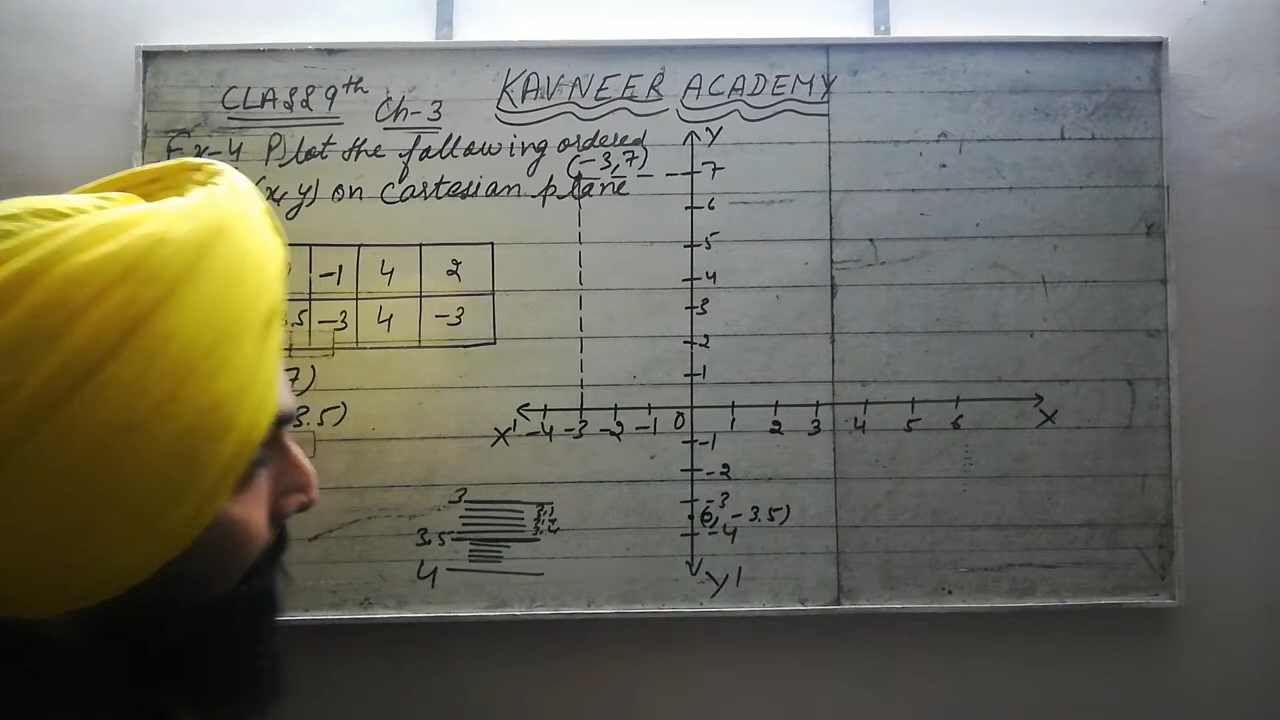 CLASS 9th Ch-3 KAVNEER ACADEMY
Ex-4 Plot the following ordered
(x, y) on Cartesian plane
-1 4 2
.5 -3 4 -3
7)
3.5)
(-3, 7)
Y
7
6
5
4
3
2
1
X' -4 -3 -2 -1 0 1 2 3 4 5 6 X
-1
-2
-3
(0, -3.5)
-4
Y'
3
3.5
4